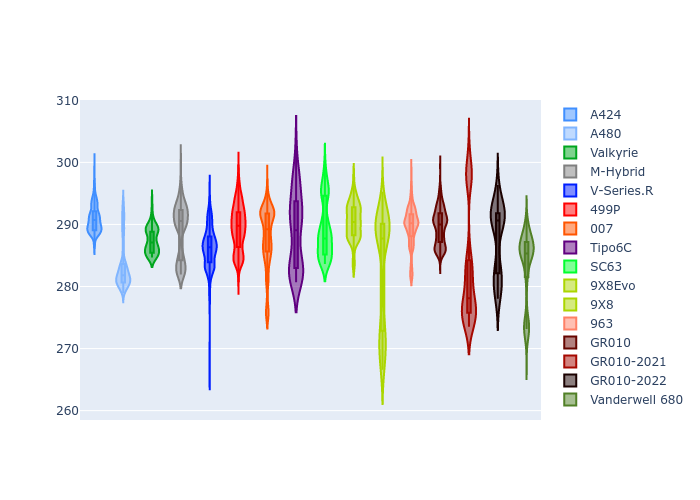 310
300
290
280
270
260
A424
A480
Valkyrie
M-Hybrid
V-Series.R
499P
007
Tipo6C
SC63
9X8Evo
9X8
963
GR010
GR010-2021
GR010-2022
Vanderwell 680